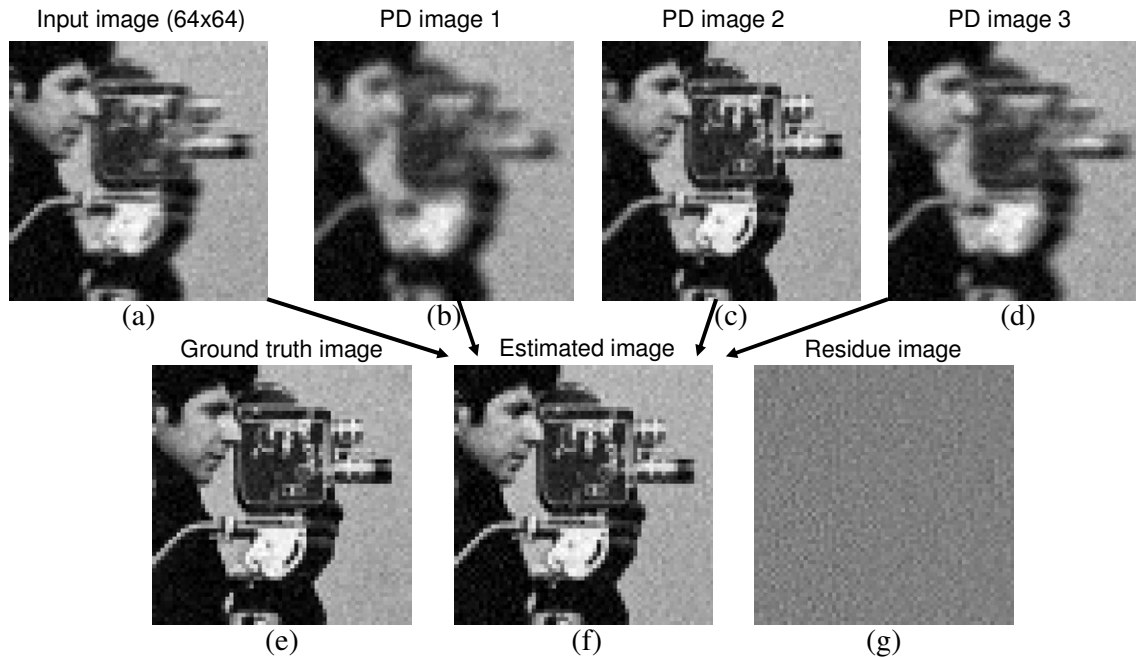 Input image (64x64)
PD image 1
PD image 2
PD image 3
(a)
(b)
(c)
(d)
Ground truth image
Estimated image
Residue image
(e)
(f)
(g)